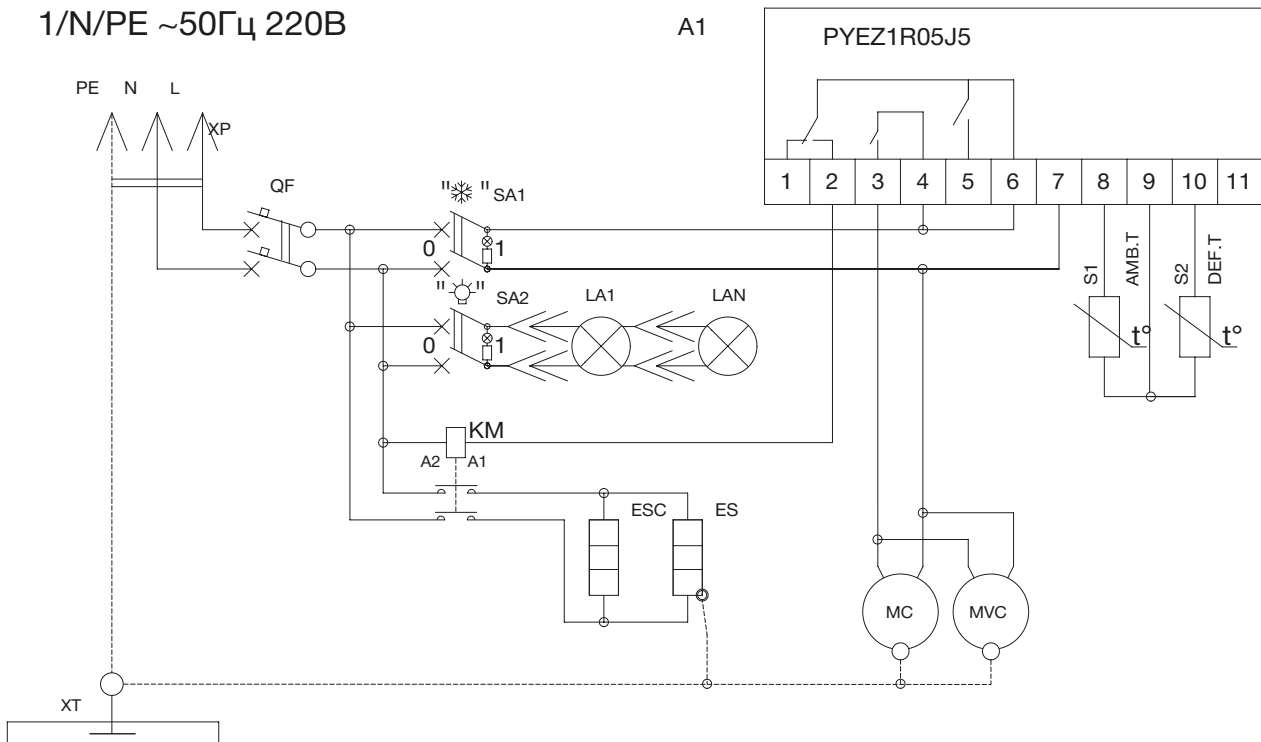 1/N/PE ~50Гц 220В
A1
PYEZ1R05J5
PE N L
XP
QF
"❄" SA1
1 2 3 4 5 6 7 8 9 10 11
0 1
S1
AMB.T
S2
DEF.T
" " SA2
LA1
LAN
0 1
t° t°
KM
A2 A1
ESC
ES
MC
MVC
XT